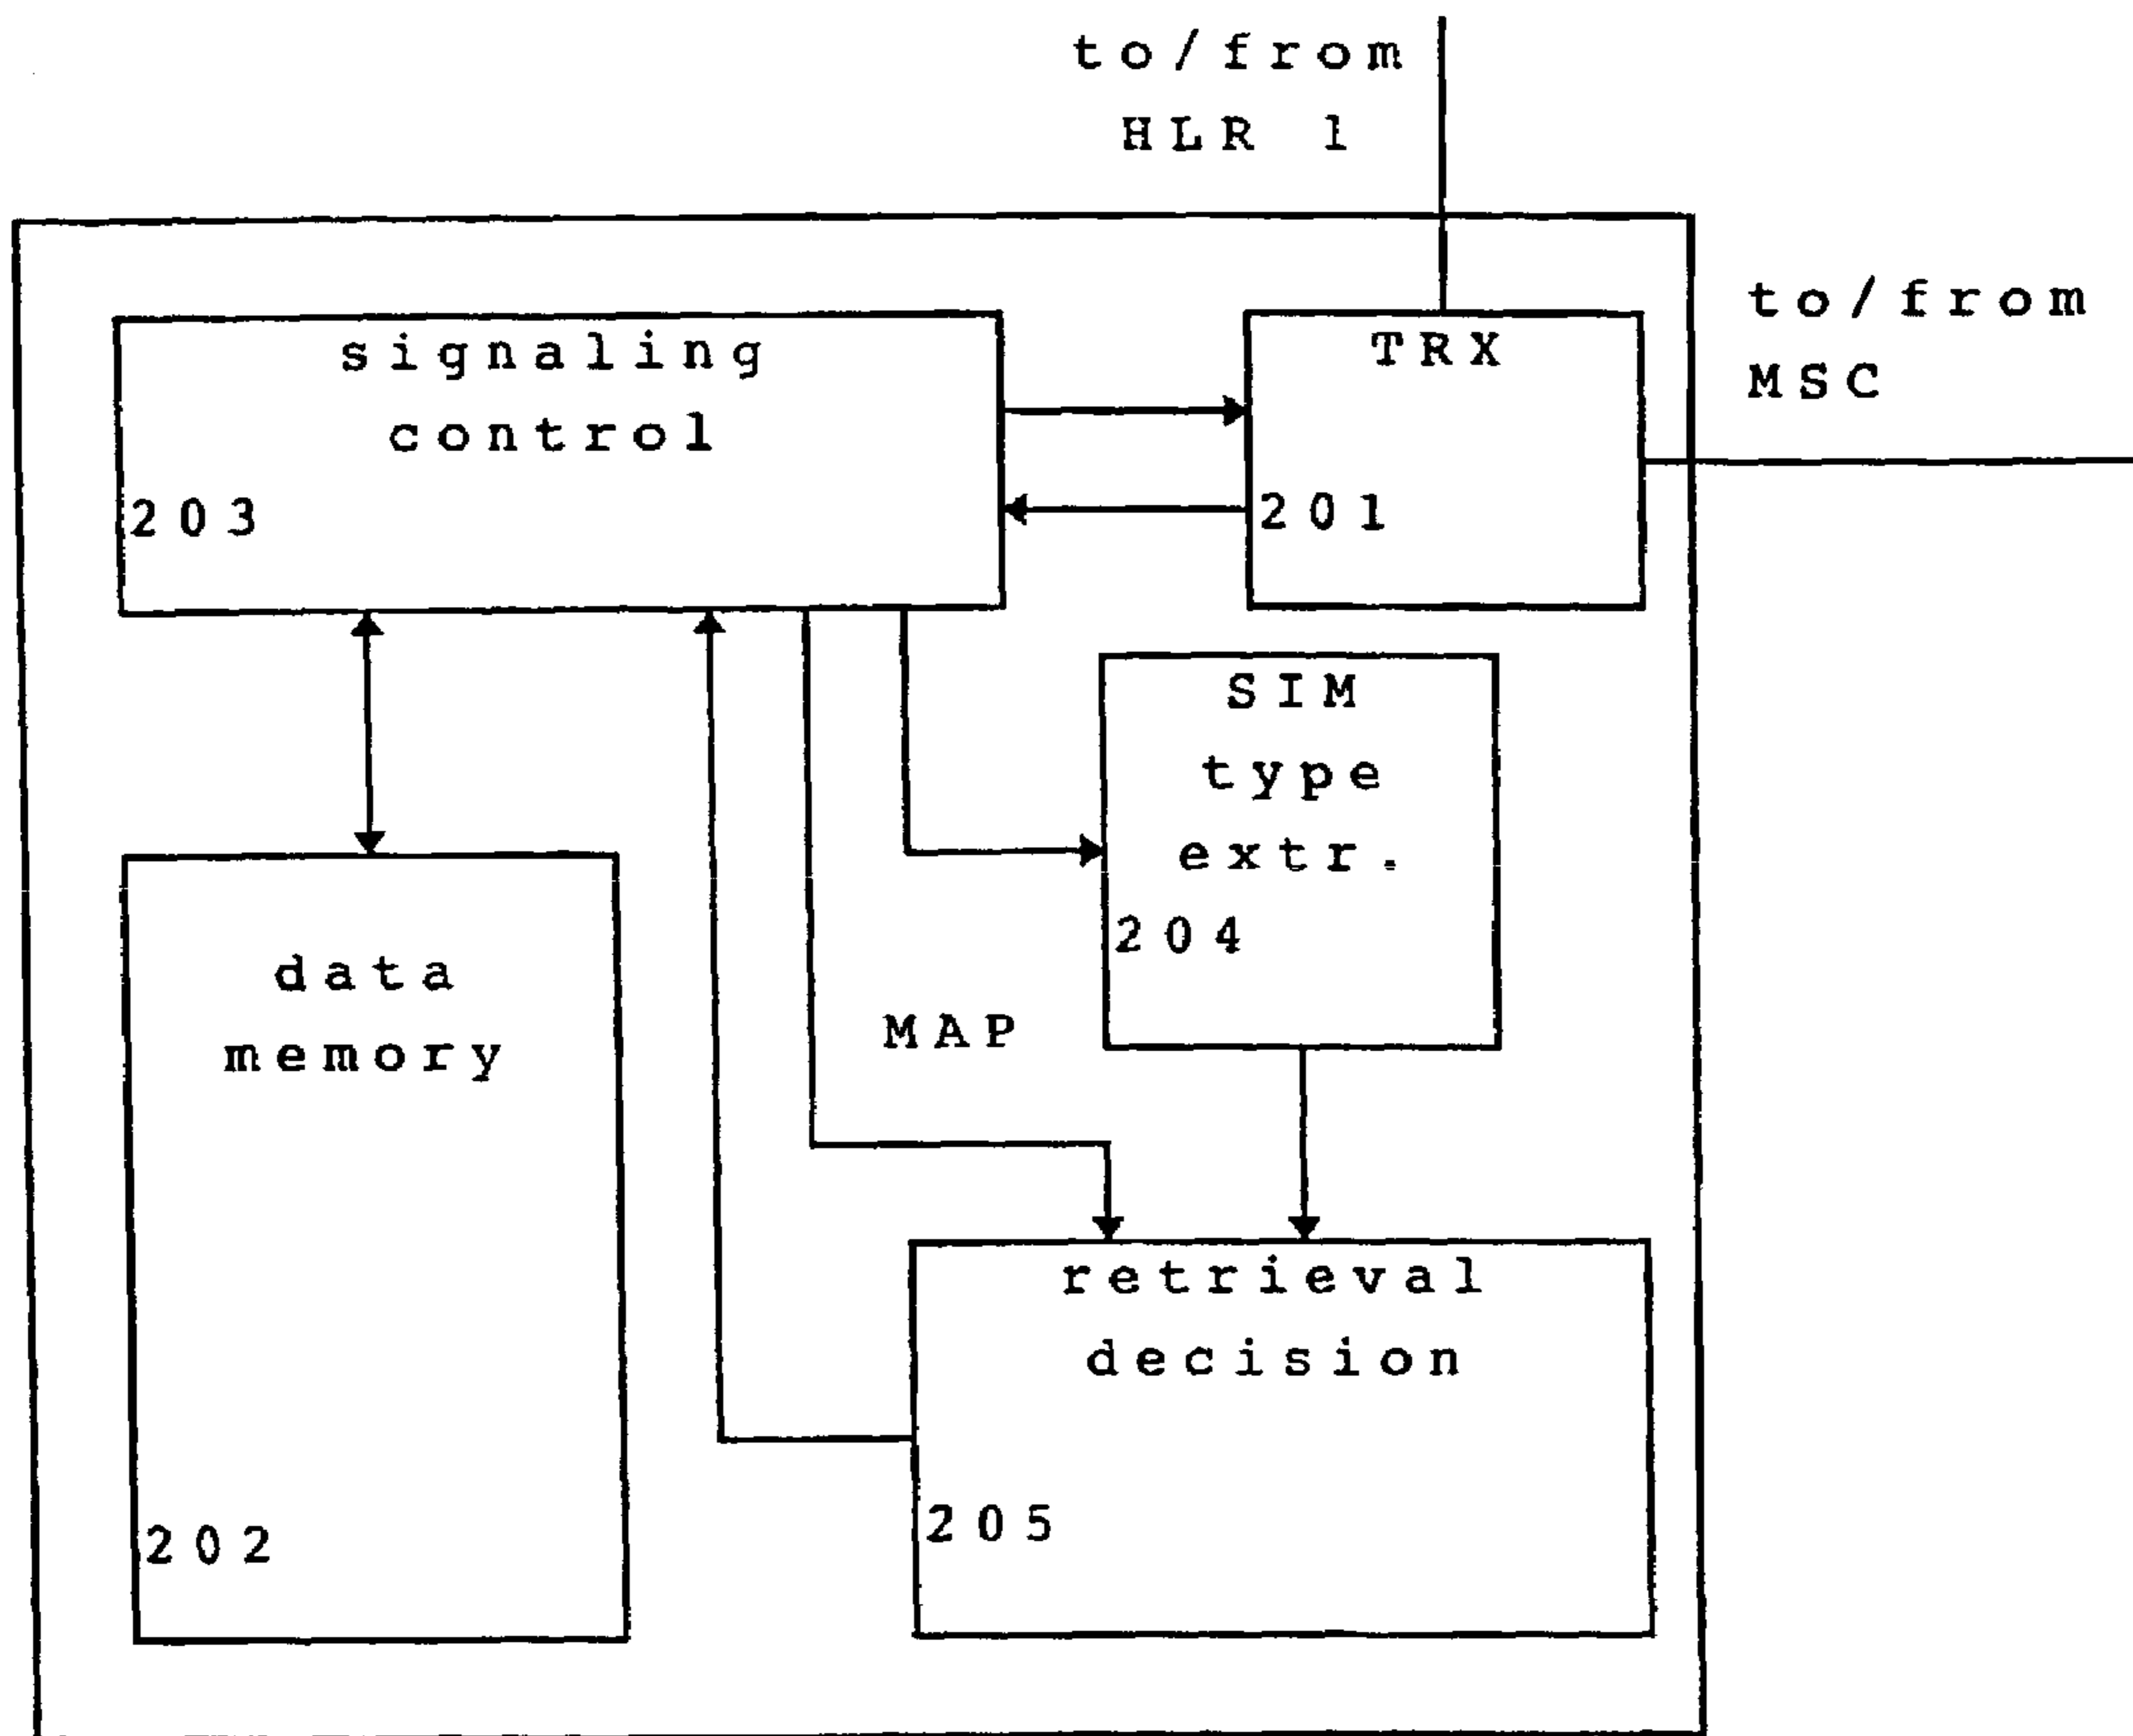 to/from
HLR 1
to/from
MSC
signaling
control
203
TRX
201
SIM
type
extr.
204
MAP
data
memory
202
retrieval
decision
205